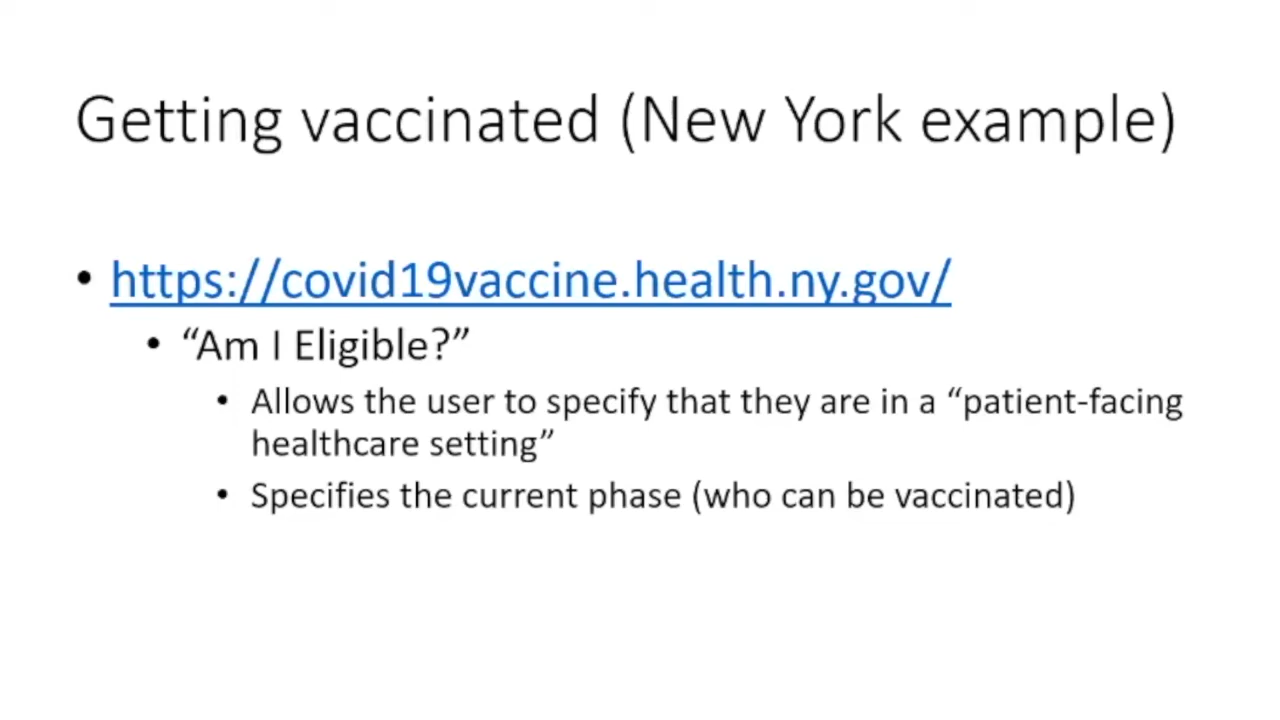 Getting vaccinated (New York example)
• https://covid19vaccine.health.ny.gov/
• “Am I Eligible?”
• Allows the user to specify that they are in a “patient-facing
healthcare setting”
• Specifies the current phase (who can be vaccinated)